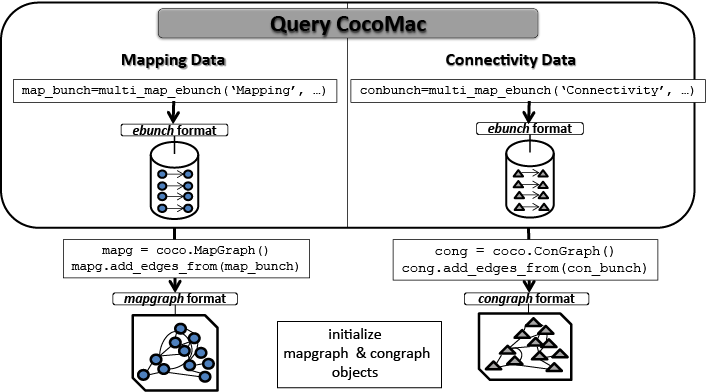 Query CocoMac
Mapping Data
map_bunch=multi_map_ebunch(‘Mapping’, …)
ebunch format
Connectivity Data
conbunch=multi_map_ebunch(‘Connectivity’, …)
ebunch format
mapg = coco.MapGraph()
mapg.add_edges_from(map_bunch)
mapgraph format
cong = coco.ConGraph()
cong.add_edges_from(con_bunch)
congraph format
initialize
mapgraph & congraph
objects